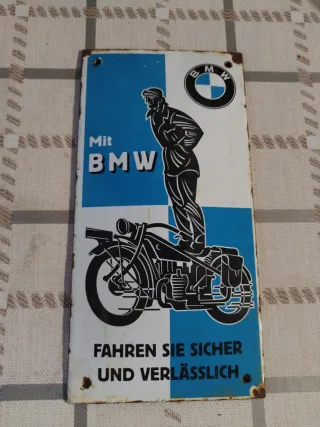 BMW
Mit
BMW
FAHREN SIE SICHER
UND VERLÄSSLICH